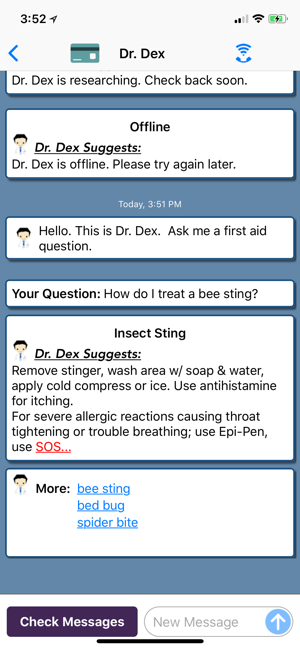 3:52
Dr. Dex
Dr. Dex is researching. Check back soon.
Offline
Dr. Dex Suggests:
Dr. Dex is offline. Please try again later.
Today, 3:51 PM
Hello. This is Dr. Dex.  Ask me a first aid
question.
Your Question: How do I treat a bee sting?
Insect Sting
Dr. Dex Suggests:
Remove stinger, wash area w/ soap & water,
apply cold compress or ice. Use antihistamine
for itching.
For severe allergic reactions causing throat
tightening or trouble breathing; use Epi-Pen,
use SOS...
More: bee sting
bed bug
spider bite
Check Messages
New Message